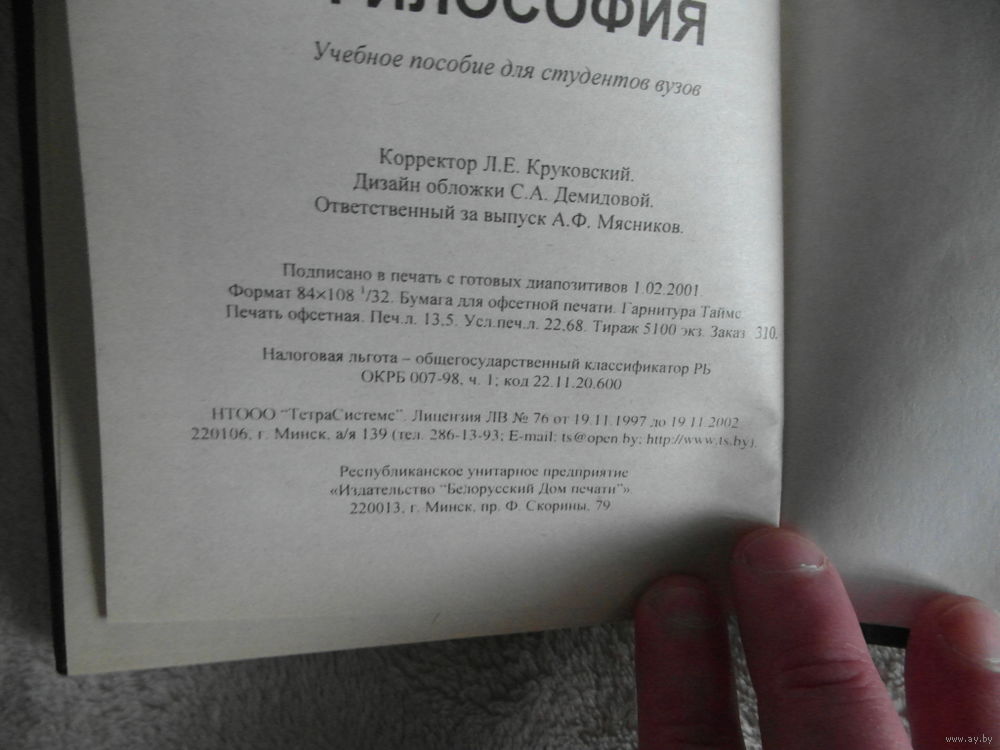 ФИЛОСОФИЯ
Учебное пособие для студентов вузов
Корректор Л.Е. Круковский.
Дизайн обложки С.А. Демидовой.
Ответственный за выпуск А.Ф. Мясников.
Подписано в печать с готовых диапозитивов 1.02.2001.
Формат 84×108 1/32. Бумага для офсетной печати. Гарнитура Таймс.
Печать офсетная. Печ.л. 13,5. Усл.печ.л. 22,68. Тираж 5100 экз. Заказ 310.
Налоговая льгота – общегосударственный классификатор РБ
ОКРБ 007-98, ч. 1; код 22.11.20.600
НТООО “ТетраСистемс”. Лицензия ЛВ № 76 от 19.11.1997 до 19.11.2002
220106, г. Минск, а/я 139 (тел. 286-13-93; E-mail: ts@open.by; http://www.ts.by).
Республиканское унитарное предприятие
«Издательство “Белорусский Дом печати”».
220013, г. Минск, пр. Ф. Скорины, 79
www.ay.by